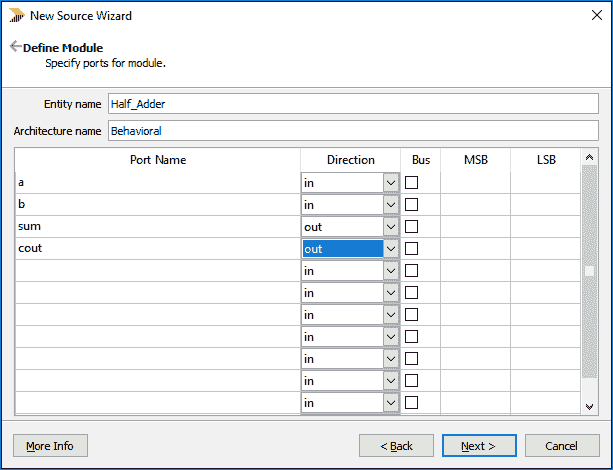 New Source Wizard
Define Module
Specify ports for module.
Entity name Half_Adder
Architecture name Behavioral
Port Name Direction Bus MSB LSB
a in
b in
sum out
cout out
in
in
in
in
in
in
in
More Info < Back Next > Cancel